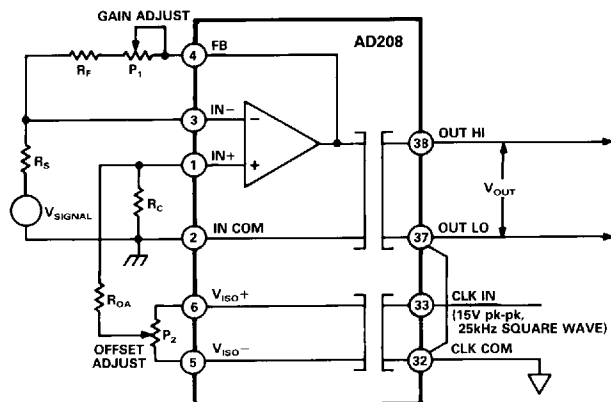 GAIN ADJUST
AD208
4 FB
RF P1
3 IN−
38 OUT HI
RS
1 IN+
VOUT
RC
VSIGNAL
2 IN COM
37 OUT LO
ROA
6 VISO+
33 CLK IN
(15V pk-pk,
25kHz SQUARE WAVE)
P2
OFFSET
ADJUST
5 VISO−
32 CLK COM